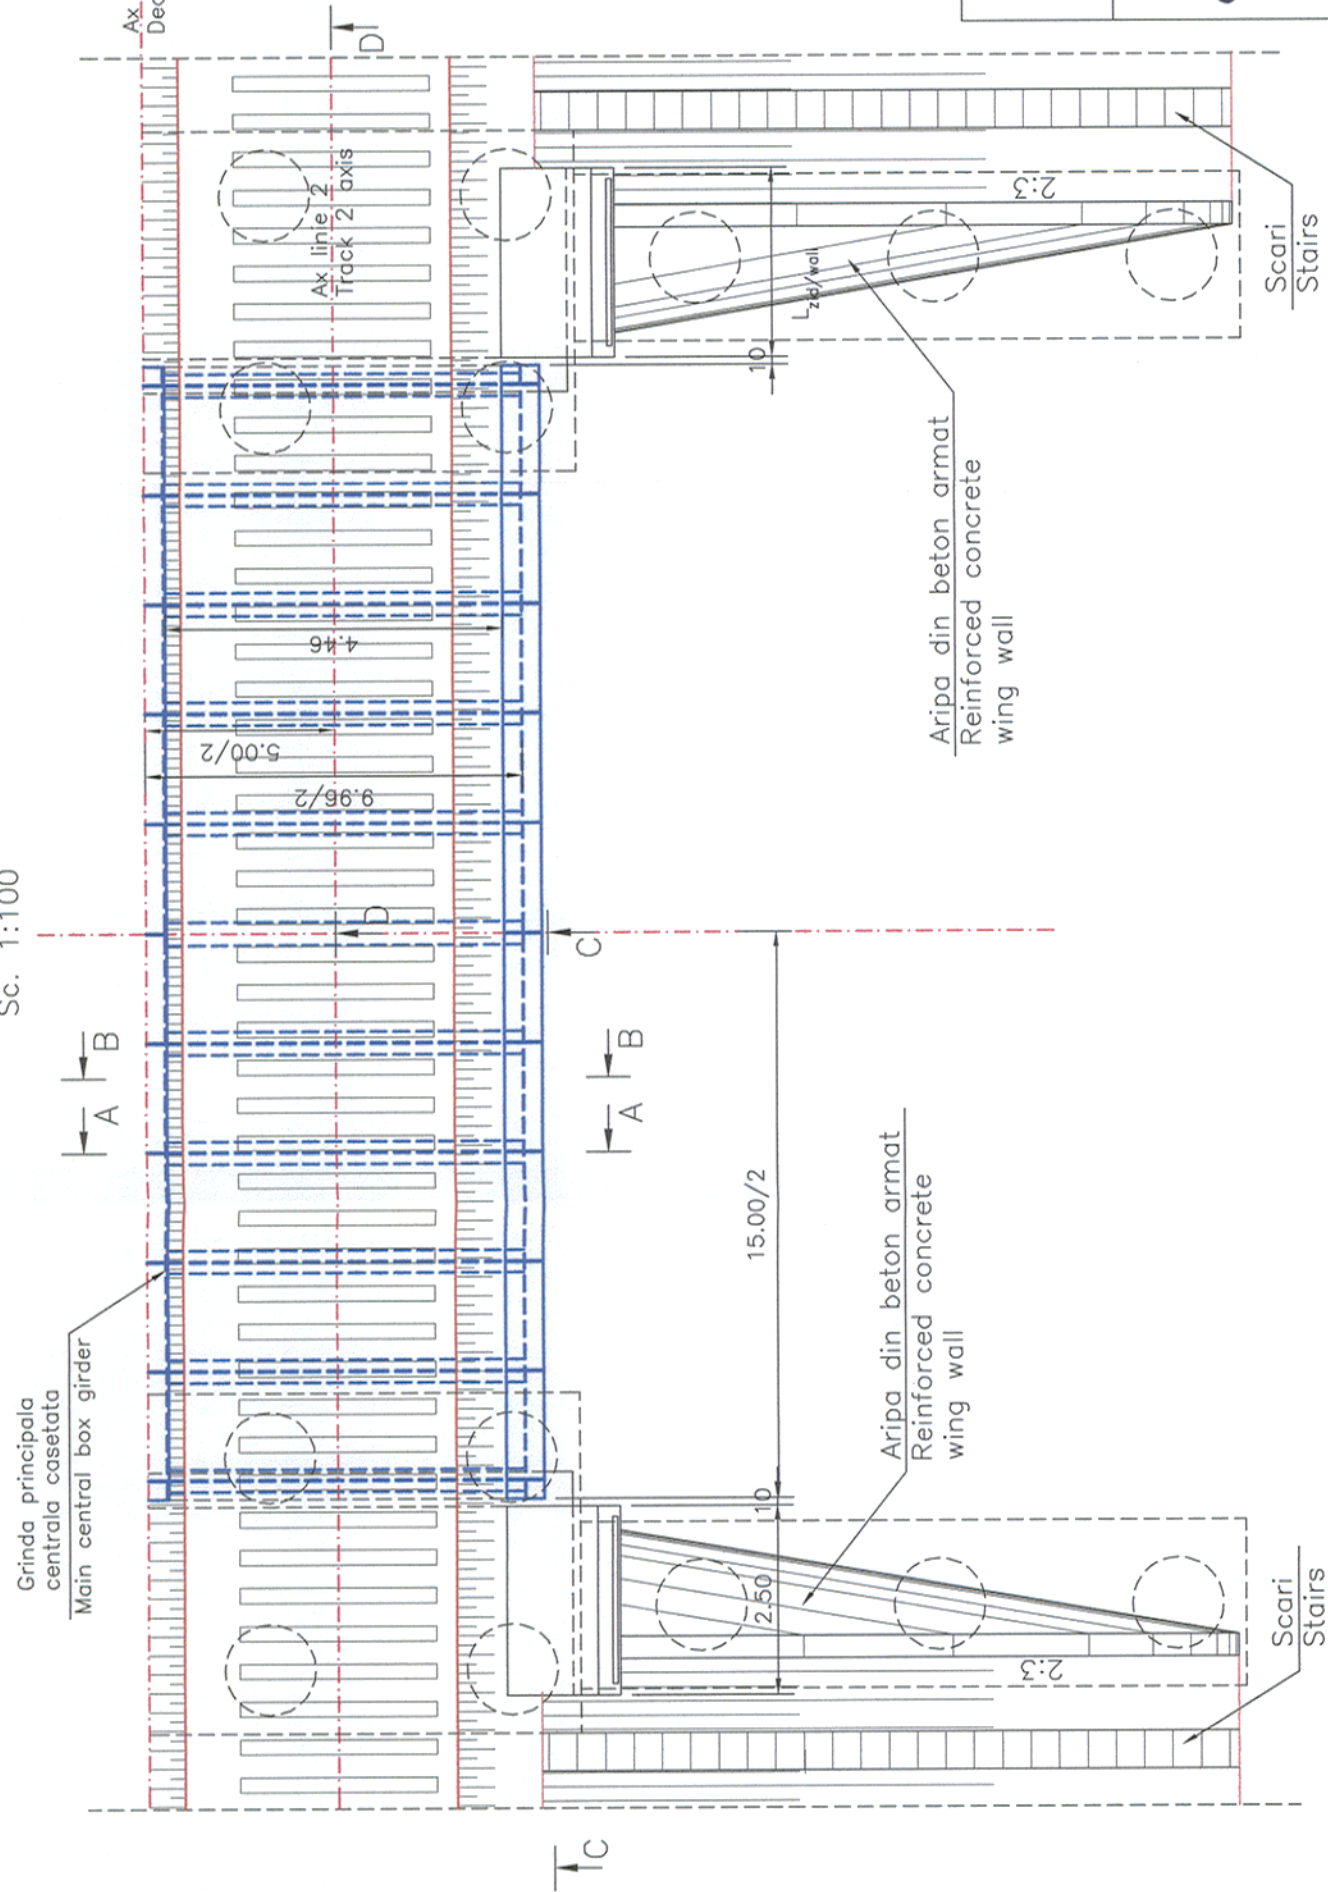 Sc. 1:100
Grinda principala
centrala casetata
Main central box girder
A
B
A
B
C
C
D
D
Ax
Ax linie 2
Track 2 axis
9.95/2
5.00/2
4.46
15.00/2
10
2.50
10
L zid/wall
2:3
2:3
Aripa din beton armat
Reinforced concrete
wing wall
Aripa din beton armat
Reinforced concrete
wing wall
Scari
Stairs
Scari
Stairs